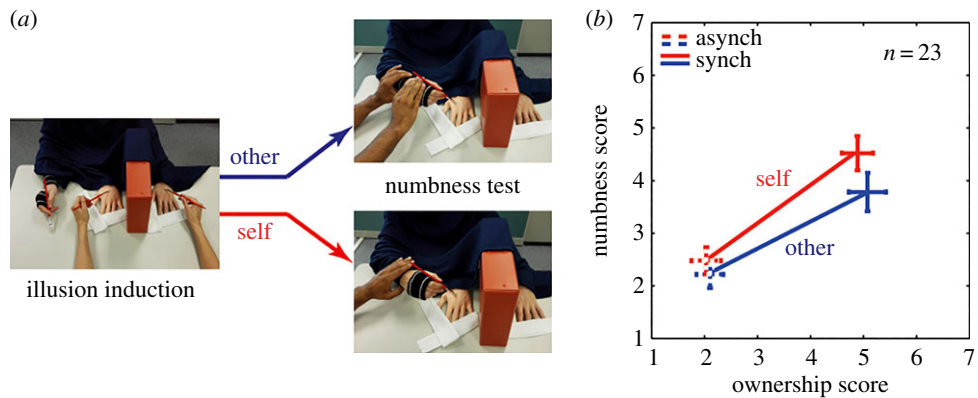 (a)
other
self
illusion induction
numbness test
(b)
7
6
5
4
3
2
1
numbness score
asynch
synch
n = 23
self
other
1 2 3 4 5 6 7
ownership score